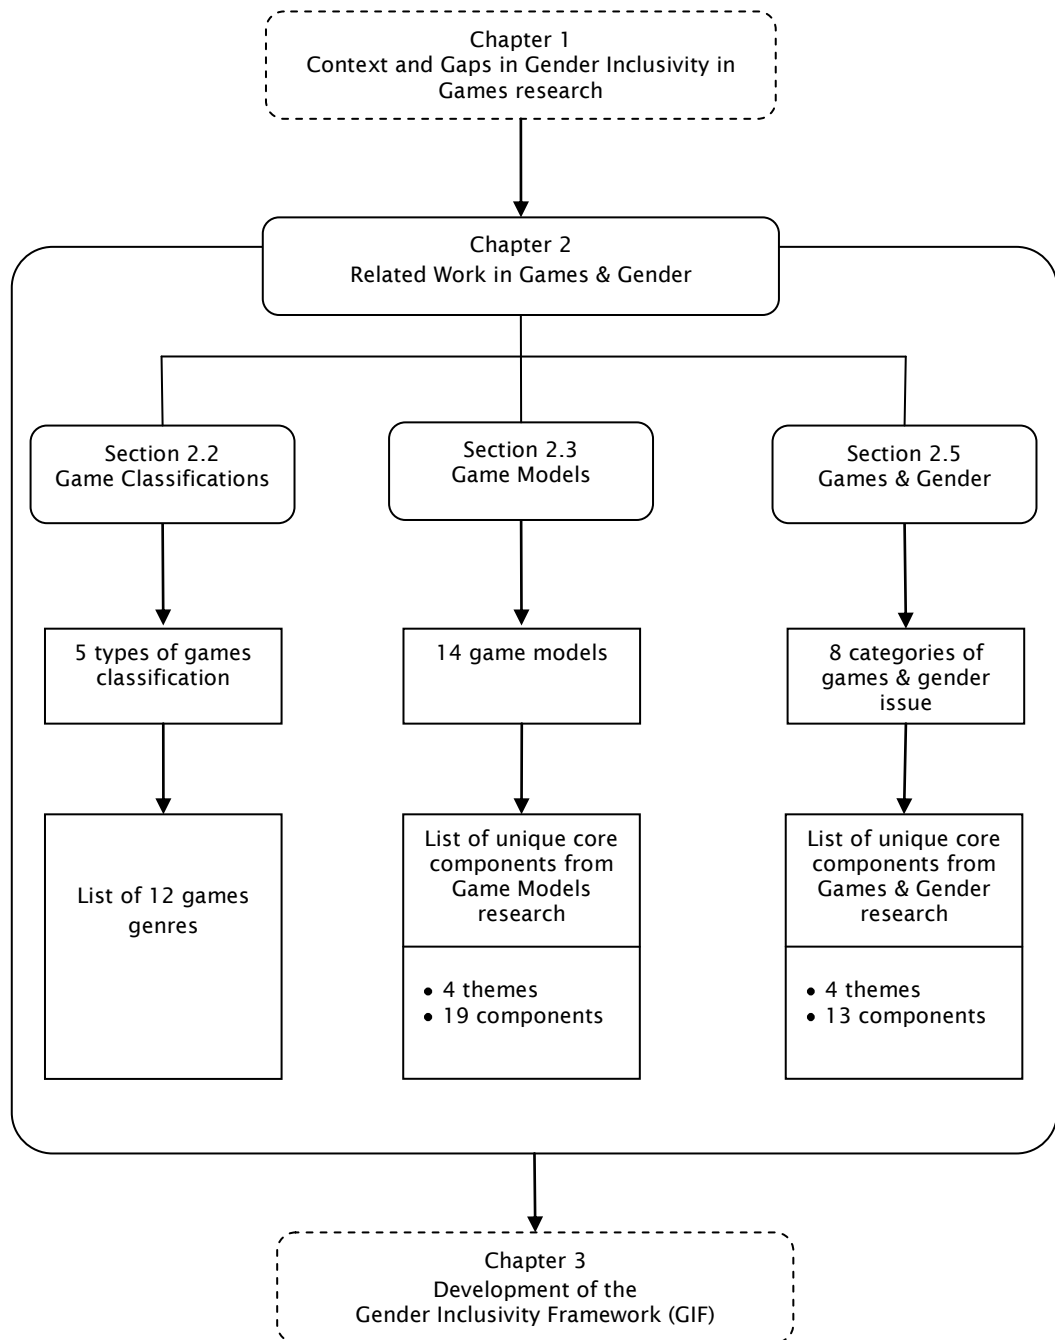 Chapter 1
Context and Gaps in Gender Inclusivity in
Games research
Chapter 2
Related Work in Games & Gender
Section 2.2
Game Classifications
Section 2.3
Game Models
Section 2.5
Games & Gender
5 types of games
classification
14 game models
8 categories of
games & gender
issue
List of 12 games
genres
List of unique core
components from
Game Models
research
• 4 themes
• 19 components
List of unique core
components from
Games & Gender
research
• 4 themes
• 13 components
Chapter 3
Development of the
Gender Inclusivity Framework (GIF)